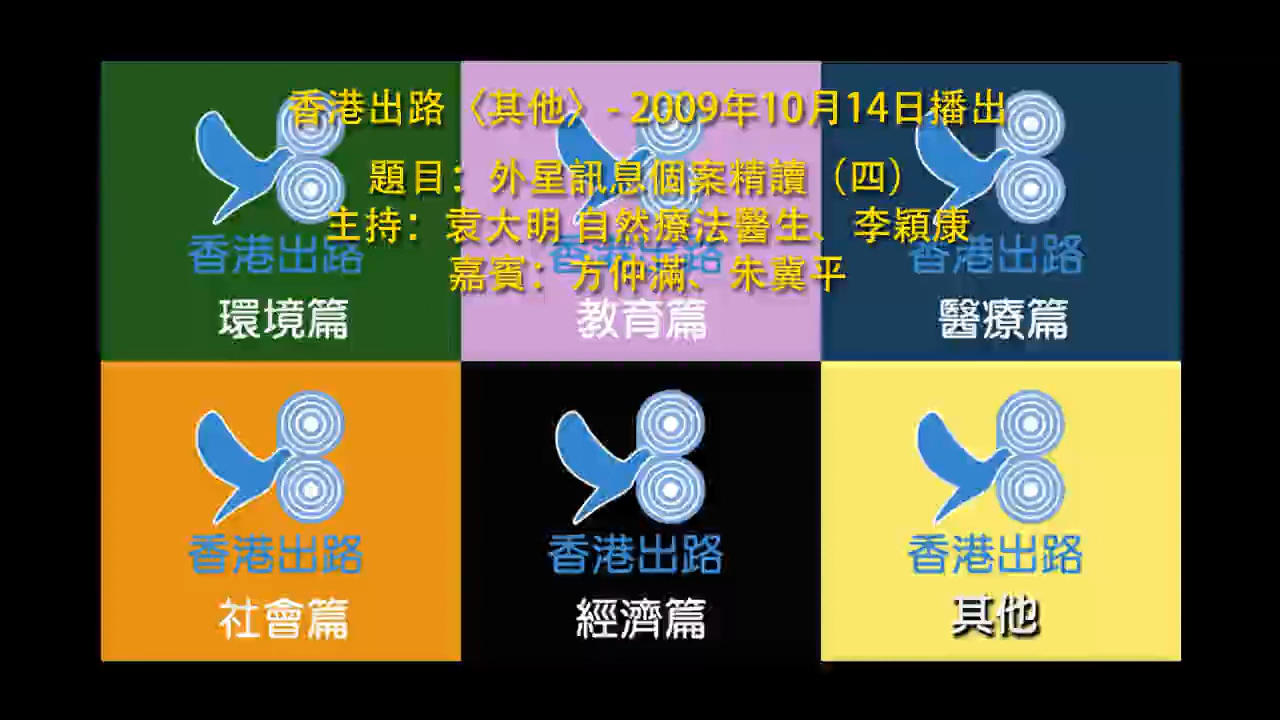 香港出路〈其他〉- 2009年10月14日播出
題目：外星訊息個案精讀（四）
主持：袁大明 自然療法醫生、李穎康
嘉賓：方仲滿、朱冀平
香港出路
環境篇
香港出路
教育篇
香港出路
醫療篇
香港出路
社會篇
香港出路
經濟篇
香港出路
其他